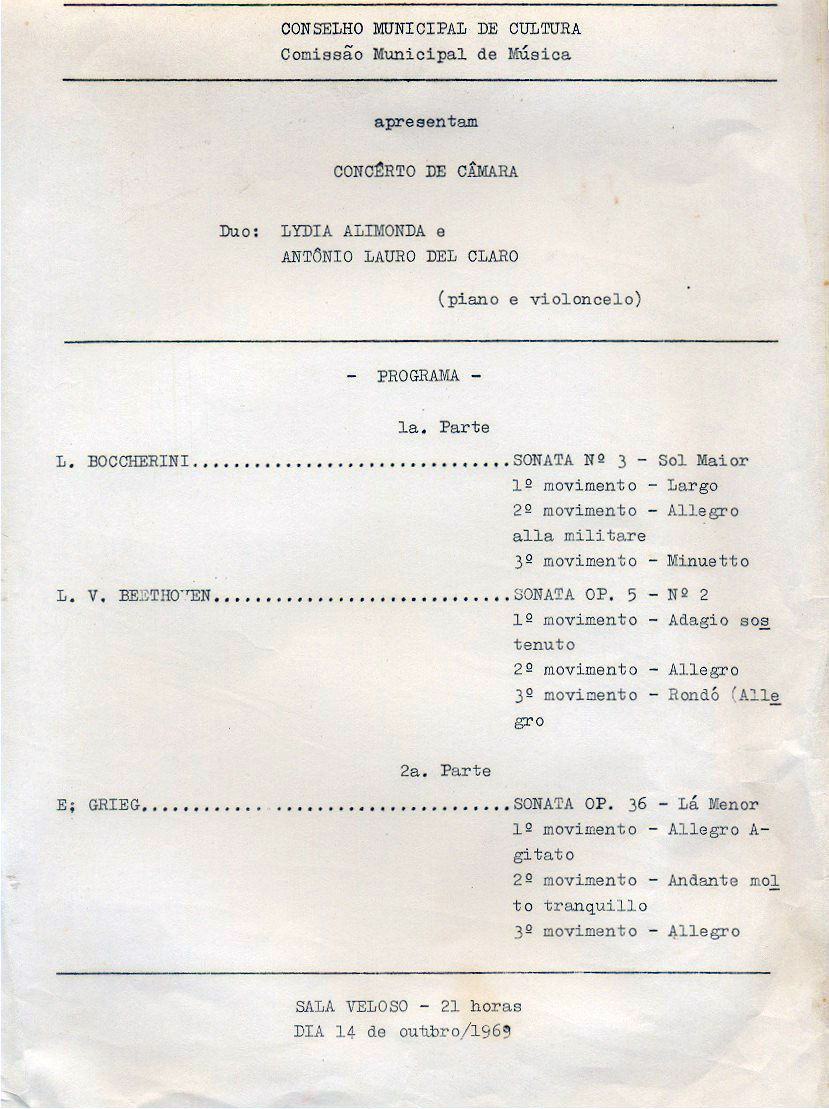 CONSELHO MUNICIPAL DE CULTURA
Comissão Municipal de Música
apresentam
CONCÊRTO DE CÂMARA
Duo: LYDIA ALIMONDA e
ANTÔNIO LAURO DEL CLARO
(piano e violoncelo)
- PROGRAMA -
1a. Parte
L. BOCCHERINI...............................SONATA Nº 3 - Sol Maior
1º movimento - Largo
2º movimento - Allegro
alla militare
3º movimento - Minuetto
L. V. BEETHOVEN.............................SONATA OP. 5 - Nº 2
1º movimento - Adagio sos
tenuto
2º movimento - Allegro
3º movimento - Rondó (Alle
gro
2a. Parte
E; GRIEG....................................SONATA OP. 36 - Lá Menor
1º movimento - Allegro A-
gitato
2º movimento - Andante mol
to tranquillo
3º movimento - Allegro
SALA VELOSO - 21 horas
DIA 14 de outubro/1969